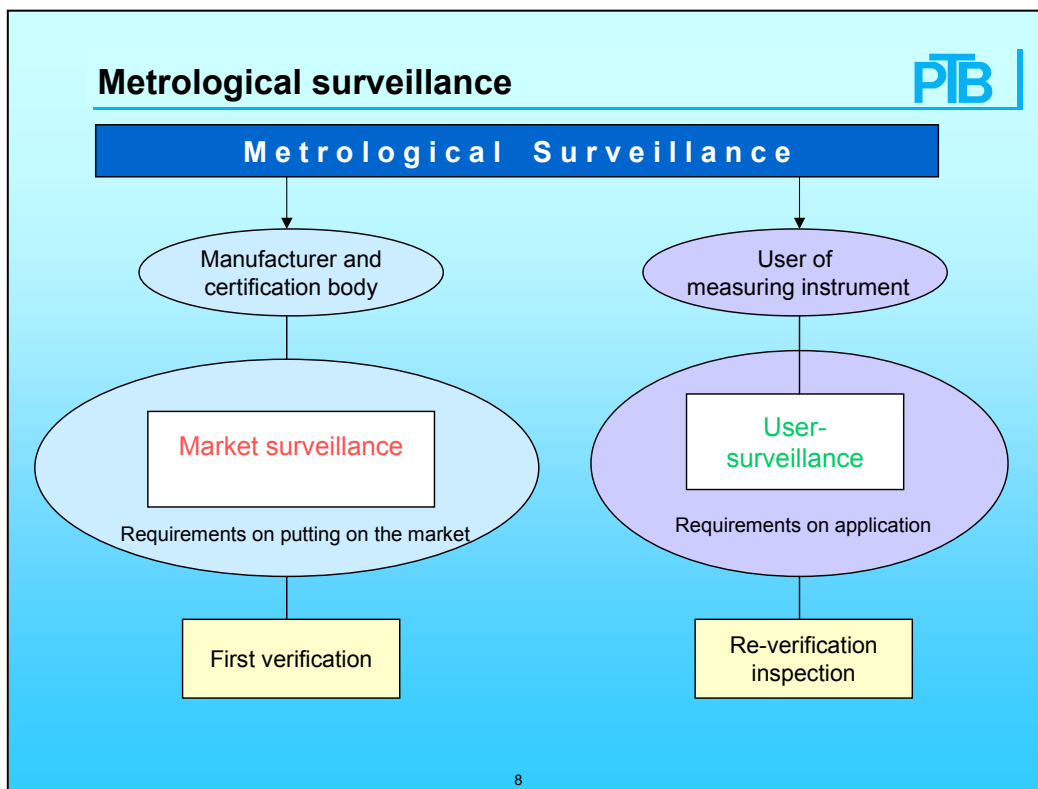 Metrological surveillance
PTB
Metrological Surveillance
Manufacturer and
certification body
User of
measuring instrument
Market surveillance
Requirements on putting on the market
User-
surveillance
Requirements on application
First verification
Re-verification
inspection
8